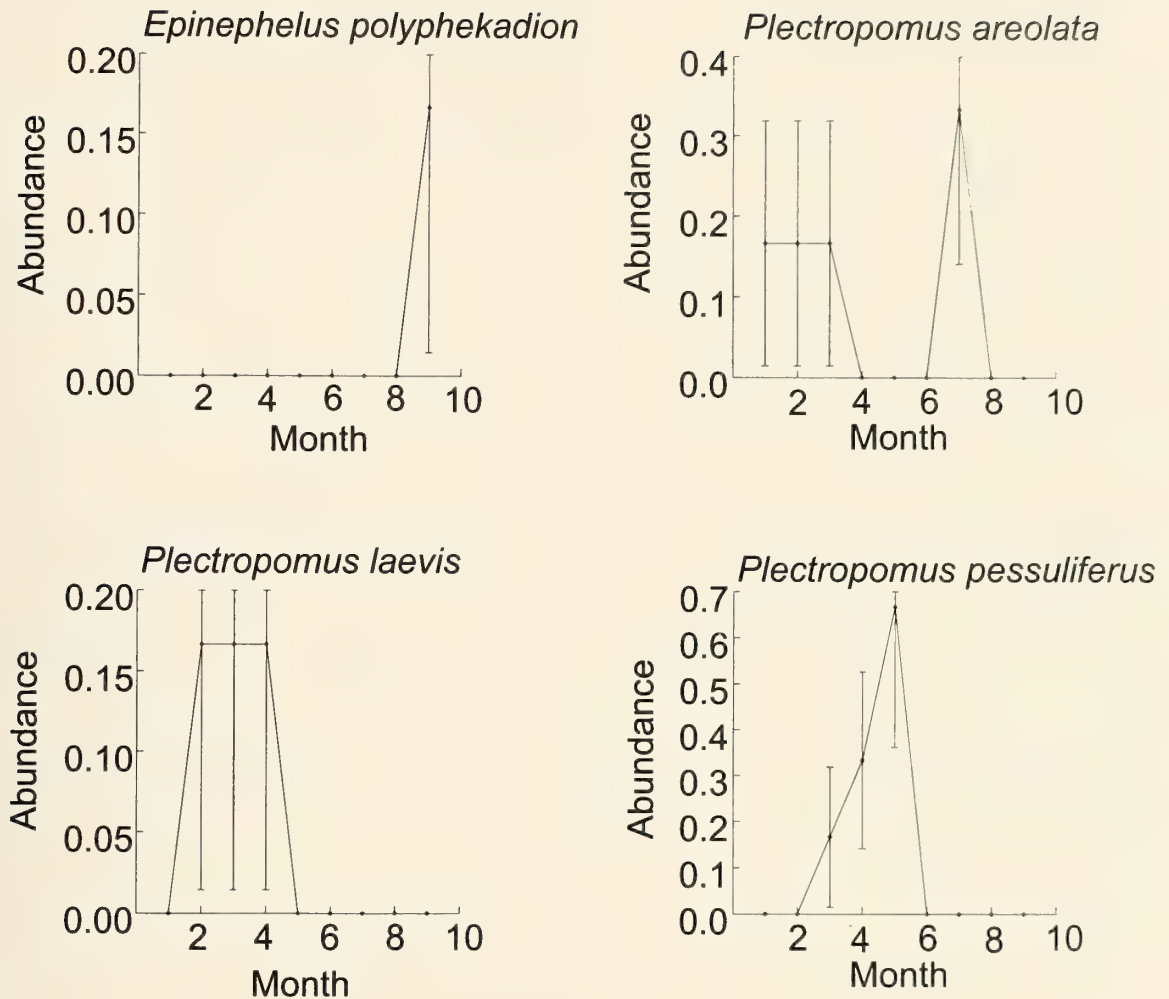 Epinephelus polyphekadion
0.20
0.15
0.10
0.05
0.00
Abundance
2 4 6 8 10
Month
Plectropomus areolata
0.4
0.3
0.2
0.1
0.0
Abundance
2 4 6 8 10
Month
Plectropomus laevis
0.20
0.15
0.10
0.05
0.00
Abundance
2 4 6 8 10
Month
Plectropomus pessuliferus
0.7
0.6
0.5
0.4
0.3
0.2
0.1
0.0
Abundance
2 4 6 8 10
Month